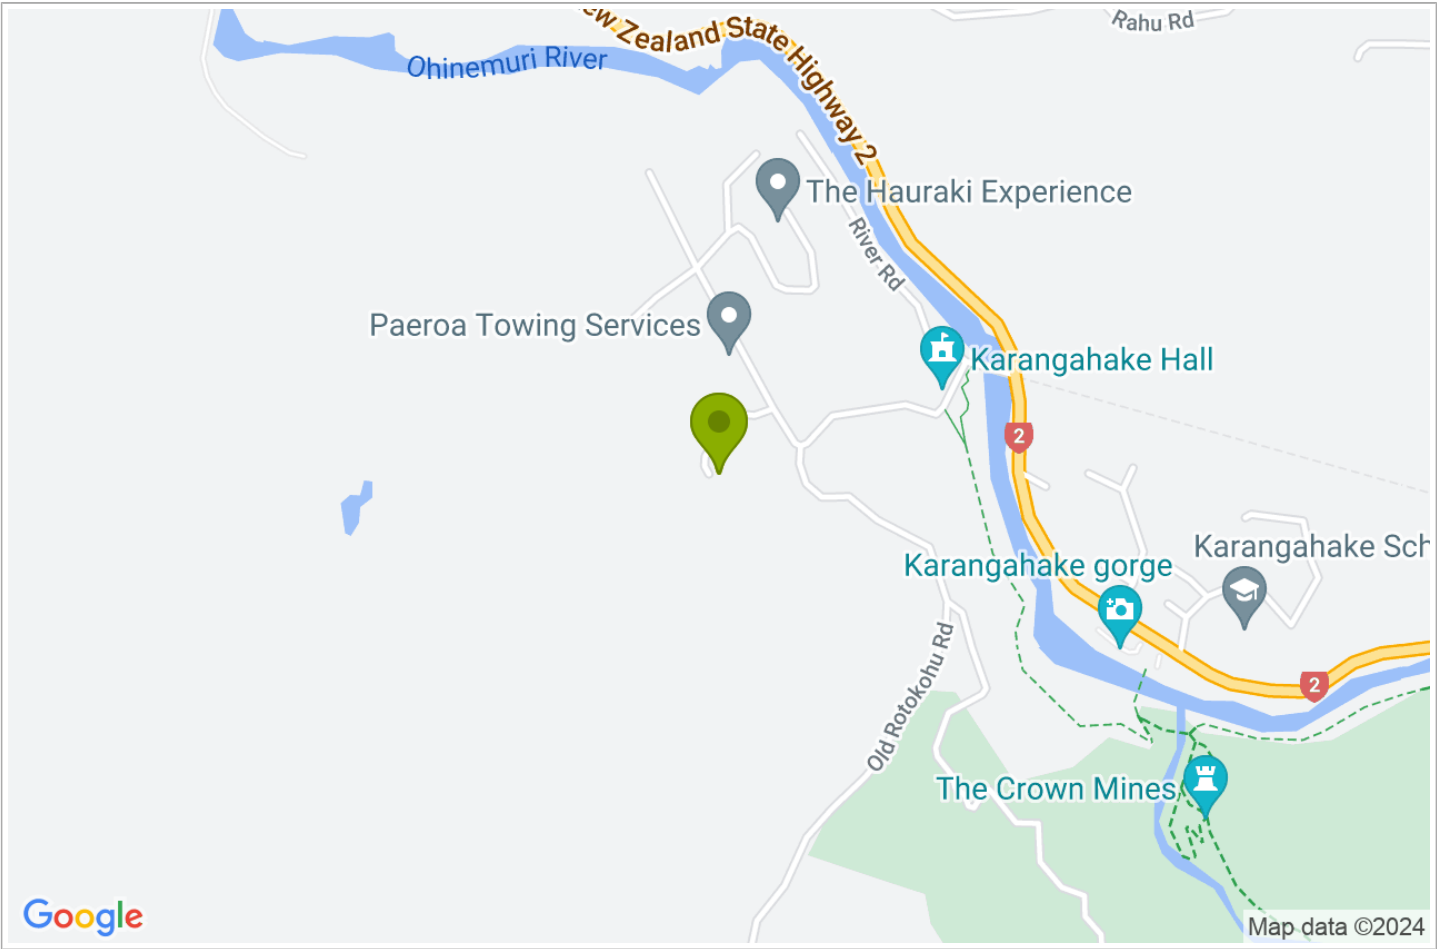 Rahu Rd
ew Zealand State Highway 2
Ohinemuri River
The Hauraki Experience
River Rd
Paeroa Towing Services
Karangahake Hall
2
Karangahake Sch
Karangahake gorge
Old Rotokohu Rd
2
The Crown Mines
Google
Map data ©2024